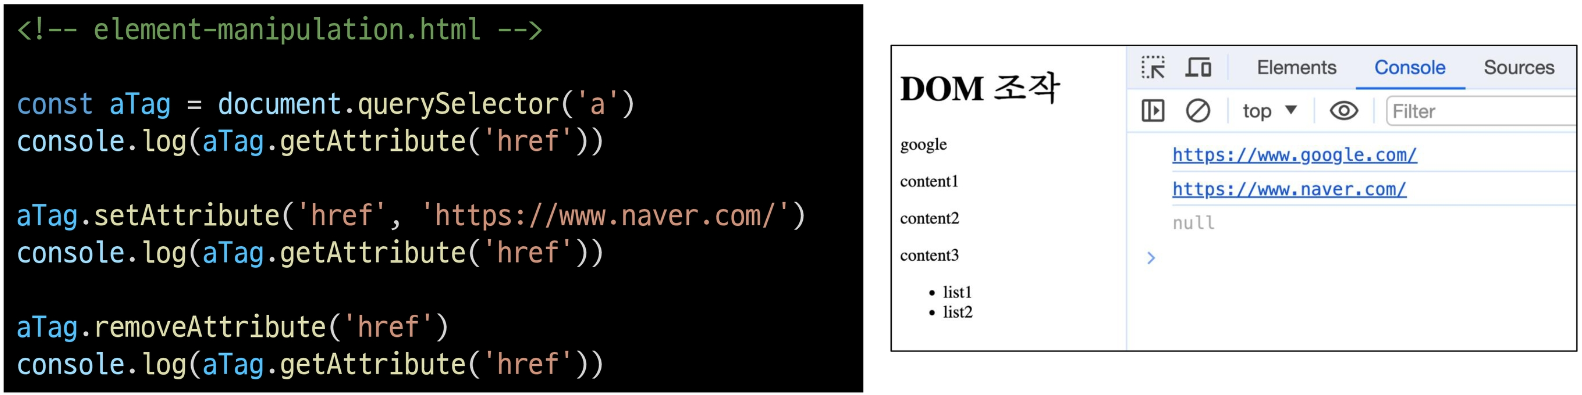 <!-- element-manipulation.html -->
const aTag = document.querySelector('a')
console.log(aTag.getAttribute('href'))
aTag.setAttribute('href', 'https://www.naver.com/')
console.log(aTag.getAttribute('href'))
aTag.removeAttribute('href')
console.log(aTag.getAttribute('href'))
DOM 조작
google
content1
content2
content3
• list1
• list2
Elements Console Sources
top ▼ Filter
https://www.google.com/
https://www.naver.com/
null
>